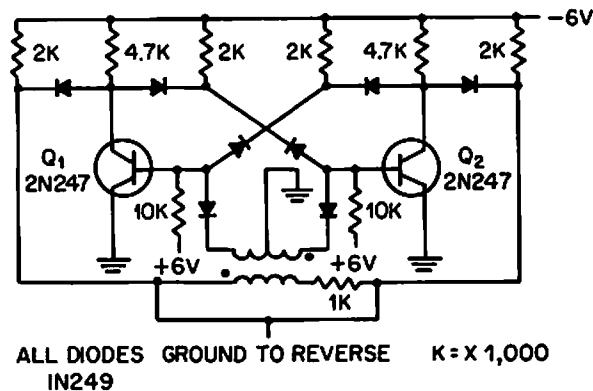 -6V
2K 4.7K 2K 2K 4.7K 2K
Q1 Q2
2N247 2N247
10K 10K
+6V +6V
1K
ALL DIODES GROUND TO REVERSE K=X 1,000
IN249